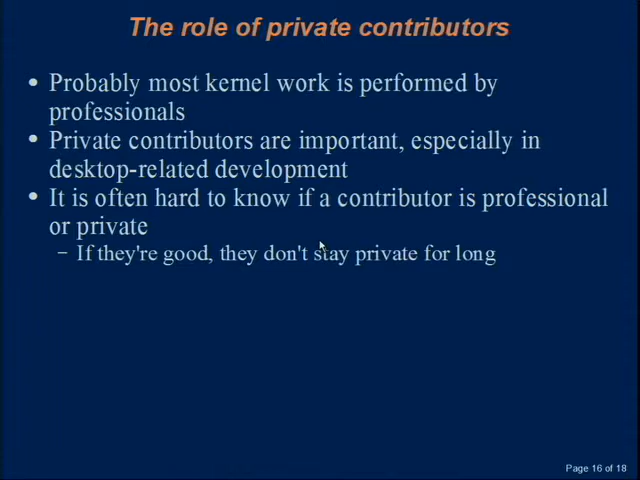 The role of private contributors
• Probably most kernel work is performed by
professionals
• Private contributors are important, especially in
desktop-related development
• It is often hard to know if a contributor is professional
or private
– If they're good, they don't stay private for long
Page 16 of 18